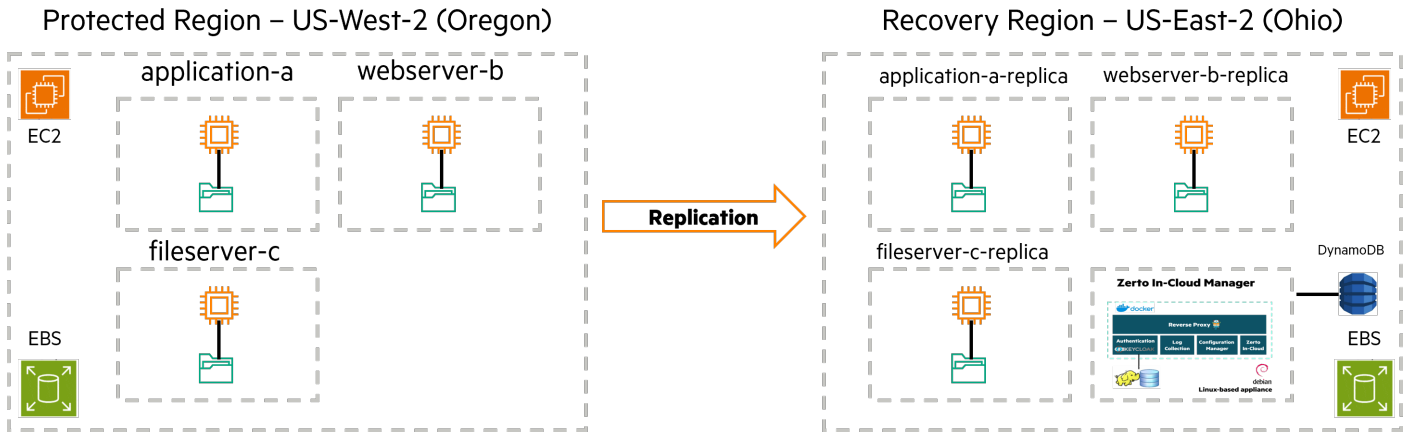 Protected Region – US-West-2 (Oregon)
Recovery Region – US-East-2 (Ohio)
EC2
application-a
webserver-b
fileserver-c
EBS
Replication
application-a-replica
webserver-b-replica
EC2
fileserver-c-replica
DynamoDB
Zerto In-Cloud Manager
docker
Reverse Proxy
Authentication
KEYCLOAK
Log
Collection
Configuration
Manager
Zerto
In-Cloud
debian
Linux-based appliance
EBS